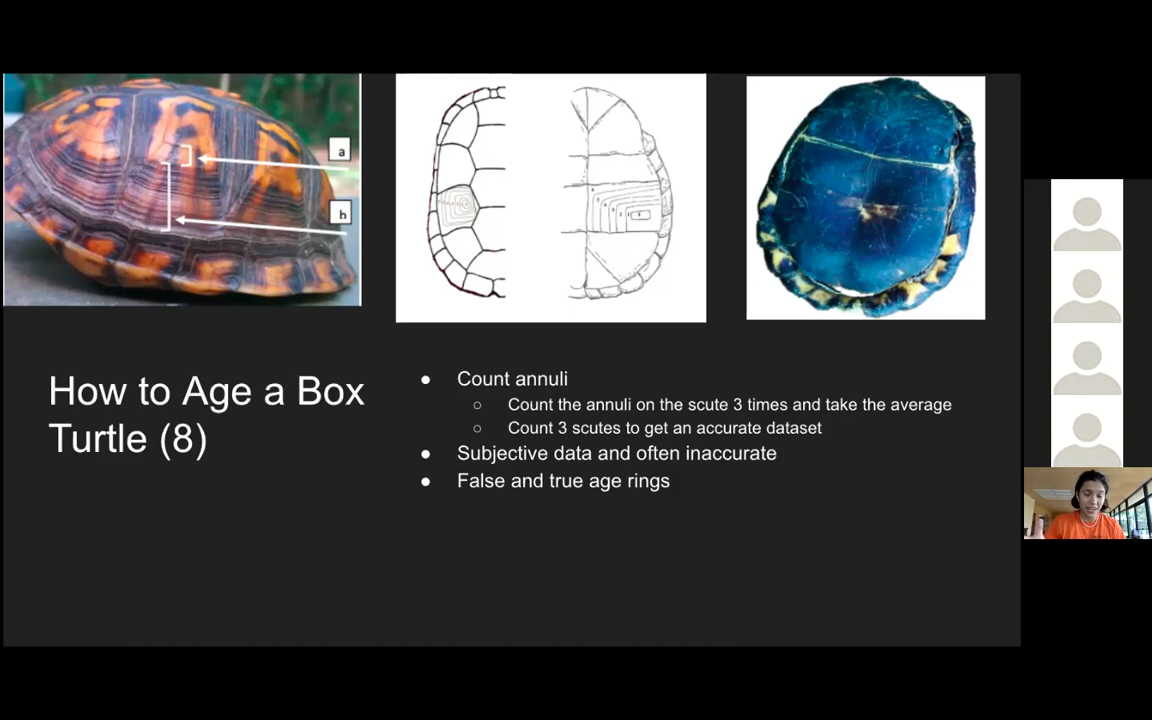 a
h
How to Age a Box
Turtle (8)
● Count annuli
○ Count the annuli on the scute 3 times and take the average
○ Count 3 scutes to get an accurate dataset
● Subjective data and often inaccurate
● False and true age rings